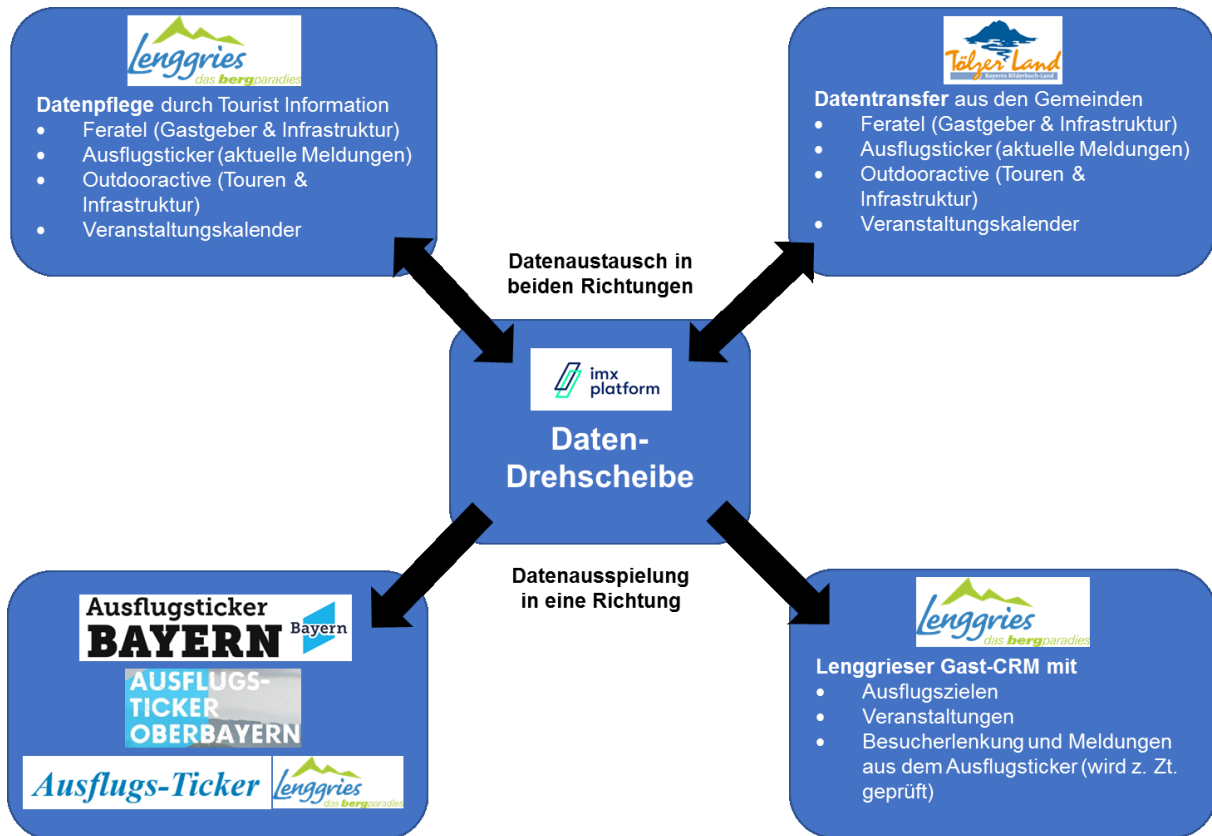 Lenggries
das bergparadies
Datenpflege durch Tourist Information
• Feratel (Gastgeber & Infrastruktur)
• Ausflugsticker (aktuelle Meldungen)
• Outdooractive (Touren &
Infrastruktur)
• Veranstaltungskalender
Tölzer Land
Bayerns Bilderbuch-Land
Datentransfer aus den Gemeinden
• Feratel (Gastgeber & Infrastruktur)
• Ausflugsticker (aktuelle Meldungen)
• Outdooractive (Touren &
Infrastruktur)
• Veranstaltungskalender
Datenaustausch in
beiden Richtungen
imx
platform
Daten-
Drehscheibe
Datenausspielung
in eine Richtung
Ausflugsticker
BAYERN
Bayern
AUSFLUGS-
TICKER
OBERBAYERN
Ausflugs-Ticker
Lenggries
das bergparadies
Lenggries
das bergparadies
Lenggrieser Gast-CRM mit
• Ausflugszielen
• Veranstaltungen
• Besucherlenkung und Meldungen
aus dem Ausflugsticker (wird z. Zt.
geprüft)